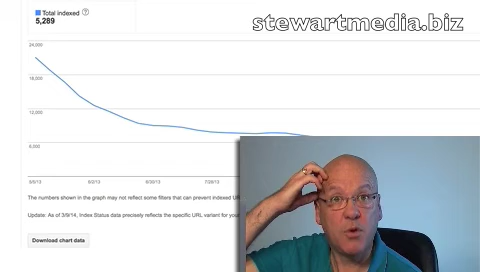 stewartmedia.biz
Total indexed
5,289
24,000
18,000
12,000
6,000
The numbers shown in the graph may not reflect some filters that can prevent indexed
Update: As of 3/9/14, Index Status data precisely reflects the specific URL variant for your
Download chart data